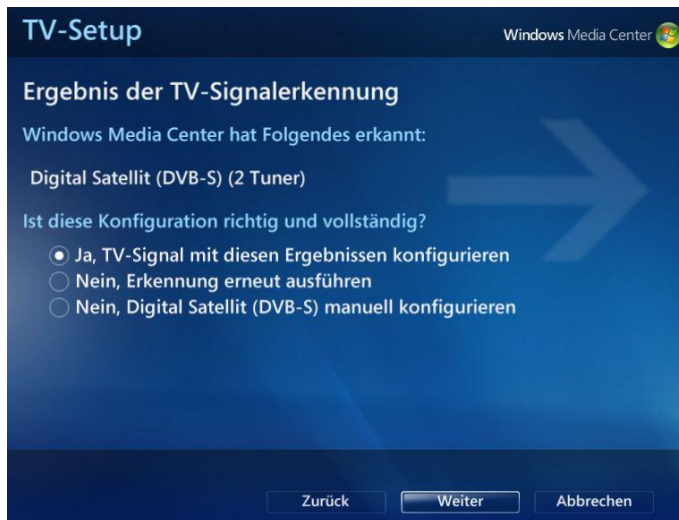 TV-Setup
Windows Media Center
Ergebnis der TV-Signalerkennung
Windows Media Center hat Folgendes erkannt:
Digital Satellit (DVB-S) (2 Tuner)
Ist diese Konfiguration richtig und vollständig?
Ja, TV-Signal mit diesen Ergebnissen konfigurieren
Nein, Erkennung erneut ausführen
Nein, Digital Satellit (DVB-S) manuell konfigurieren
Zurück
Weiter
Abbrechen